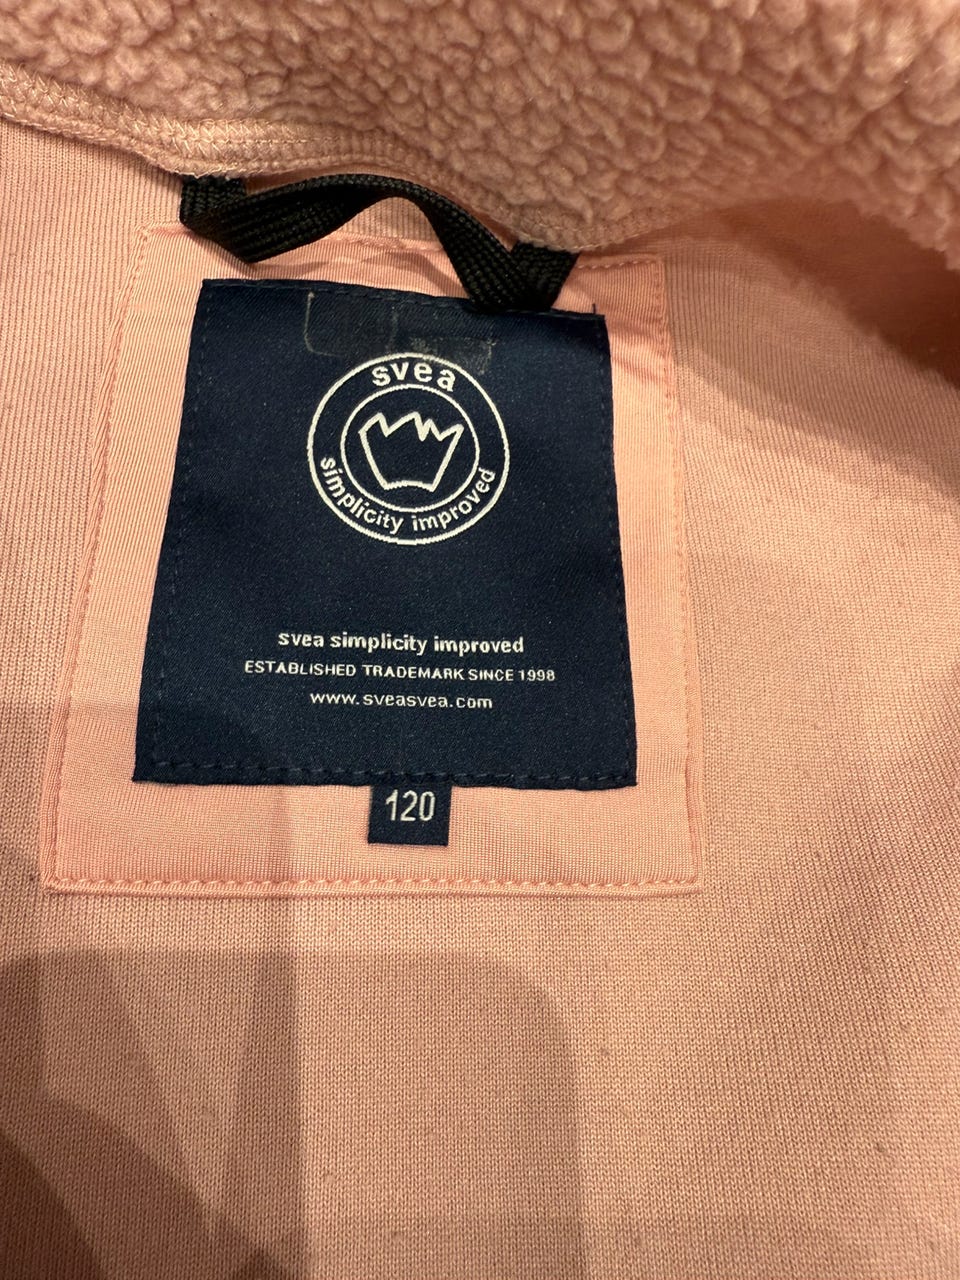 svea
simplicity improved
svea simplicity improved
ESTABLISHED TRADEMARK SINCE 1998
www.sveasvea.com
120